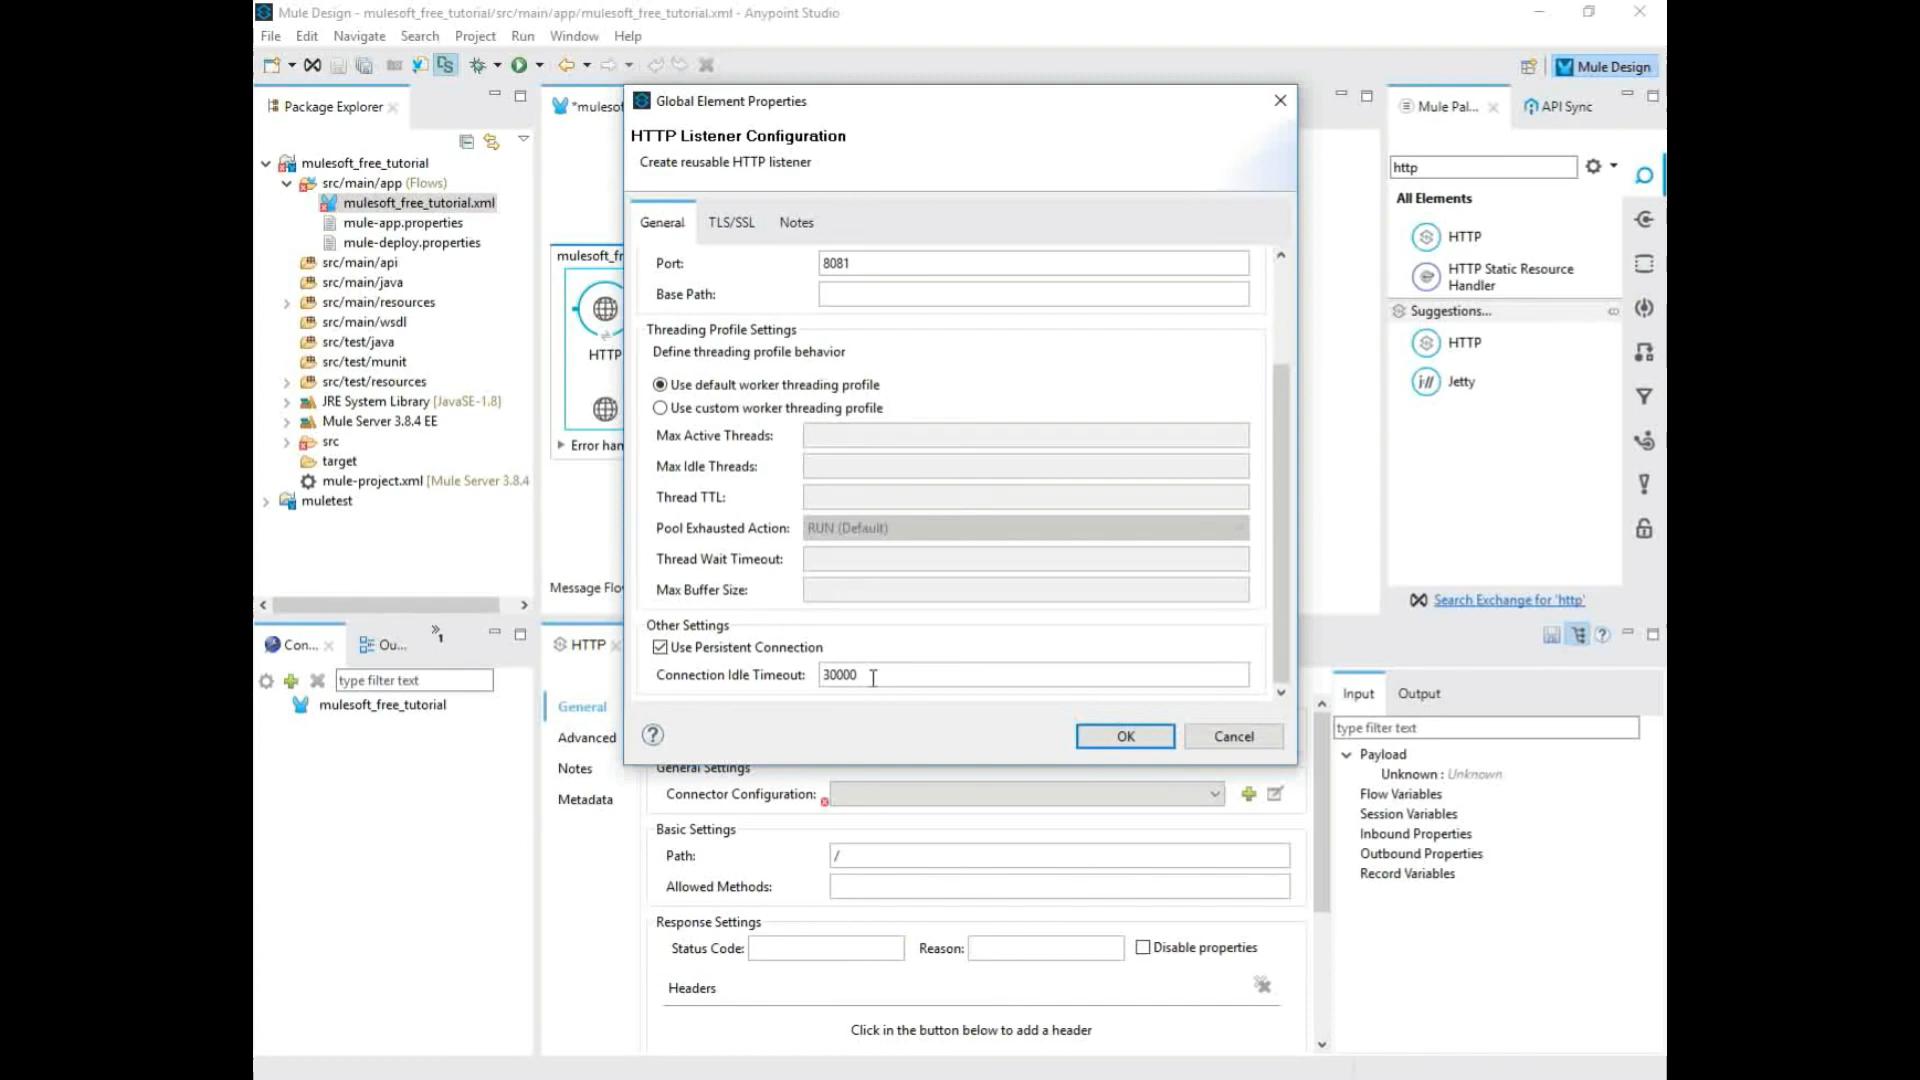 Mule Design - mulesoft_free_tutorial/src/main/app/mulesoft_free_tutorial.xml - Anypoint Studio
File Edit Navigate Search Project Run Window Help
Mule Design
Package Explorer
mulesoft_free_tutorial
src/main/app (Flows)
mulesoft_free_tutorial.xml
mule-app.properties
mule-deploy.properties
src/main/api
src/main/java
src/main/resources
src/main/wsdl
src/test/java
src/test/munit
src/test/resources
JRE System Library [JavaSE-1.8]
Mule Server 3.8.4 EE
src
target
mule-project.xml [Mule Server 3.8.4
muletest
*mulesof
mulesoft_fr
HTTP
Error han
Message Flo
Global Element Properties
HTTP Listener Configuration
Create reusable HTTP listener
General TLS/SSL Notes
Port: 8081
Base Path:
Threading Profile Settings
Define threading profile behavior
Use default worker threading profile
Use custom worker threading profile
Max Active Threads:
Max Idle Threads:
Thread TTL:
Pool Exhausted Action: RUN (Default)
Thread Wait Timeout:
Max Buffer Size:
Other Settings
Use Persistent Connection
Connection Idle Timeout: 30000
OK Cancel
Mule Pal... API Sync
http
All Elements
HTTP
HTTP Static Resource
Handler
Suggestions...
HTTP
Jetty
Search Exchange for 'http'
Con... Ou... »1
type filter text
mulesoft_free_tutorial
HTTP
General
Advanced
Notes
Metadata
General Settings
Connector Configuration:
Basic Settings
Path: /
Allowed Methods:
Response Settings
Status Code: Reason: Disable properties
Headers
Click in the button below to add a header
Input Output
type filter text
Payload
Unknown : Unknown
Flow Variables
Session Variables
Inbound Properties
Outbound Properties
Record Variables